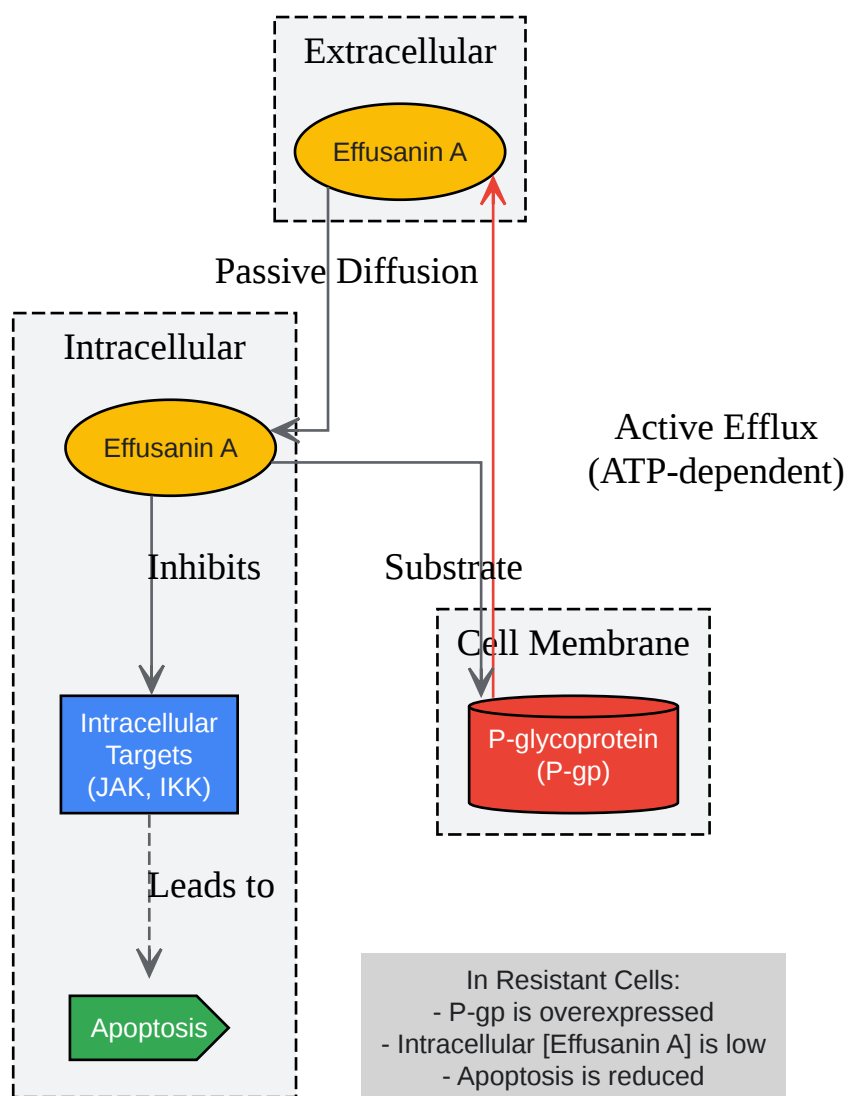 Extracellular
Effusanin A
Passive Diffusion
Intracellular
Effusanin A
Active Efflux
(ATP-dependent)
Inhibits
Substrate
Cell Membrane
Intracellular
Targets
(JAK, IKK)
P-glycoprotein
(P-gp)
Leads to
Apoptosis
In Resistant Cells:
- P-gp is overexpressed
- Intracellular [Effusanin A] is low
- Apoptosis is reduced